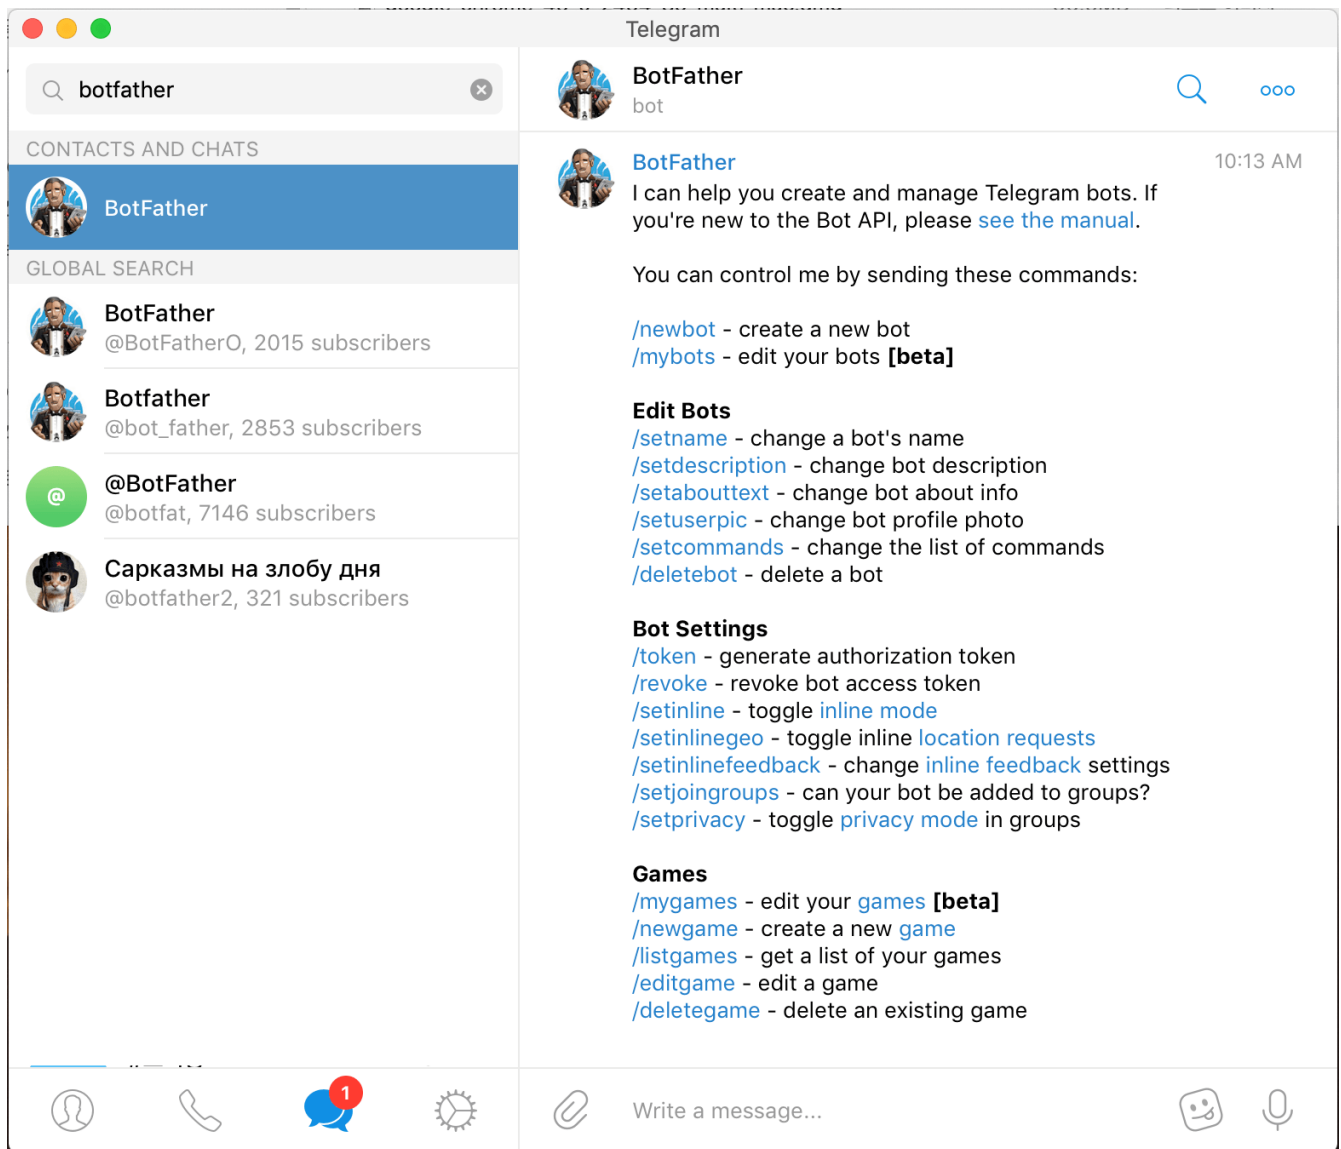 Telegram
botfather
CONTACTS AND CHATS
BotFather
GLOBAL SEARCH
BotFather
@BotFatherO, 2015 subscribers
Botfather
@bot_father, 2853 subscribers
@
@BotFather
@botfat, 7146 subscribers
Сарказмы на злобу дня
@botfather2, 321 subscribers
1
BotFather
bot
BotFather
10:13 AM
I can help you create and manage Telegram bots. If
you're new to the Bot API, please see the manual.
You can control me by sending these commands:
/newbot - create a new bot
/mybots - edit your bots [beta]
Edit Bots
/setname - change a bot's name
/setdescription - change bot description
/setabouttext - change bot about info
/setuserpic - change bot profile photo
/setcommands - change the list of commands
/deletebot - delete a bot
Bot Settings
/token - generate authorization token
/revoke - revoke bot access token
/setinline - toggle inline mode
/setinlinegeo - toggle inline location requests
/setinlinefeedback - change inline feedback settings
/setjoingroups - can your bot be added to groups?
/setprivacy - toggle privacy mode in groups
Games
/mygames - edit your games [beta]
/newgame - create a new game
/listgames - get a list of your games
/editgame - edit a game
/deletegame - delete an existing game
Write a message...